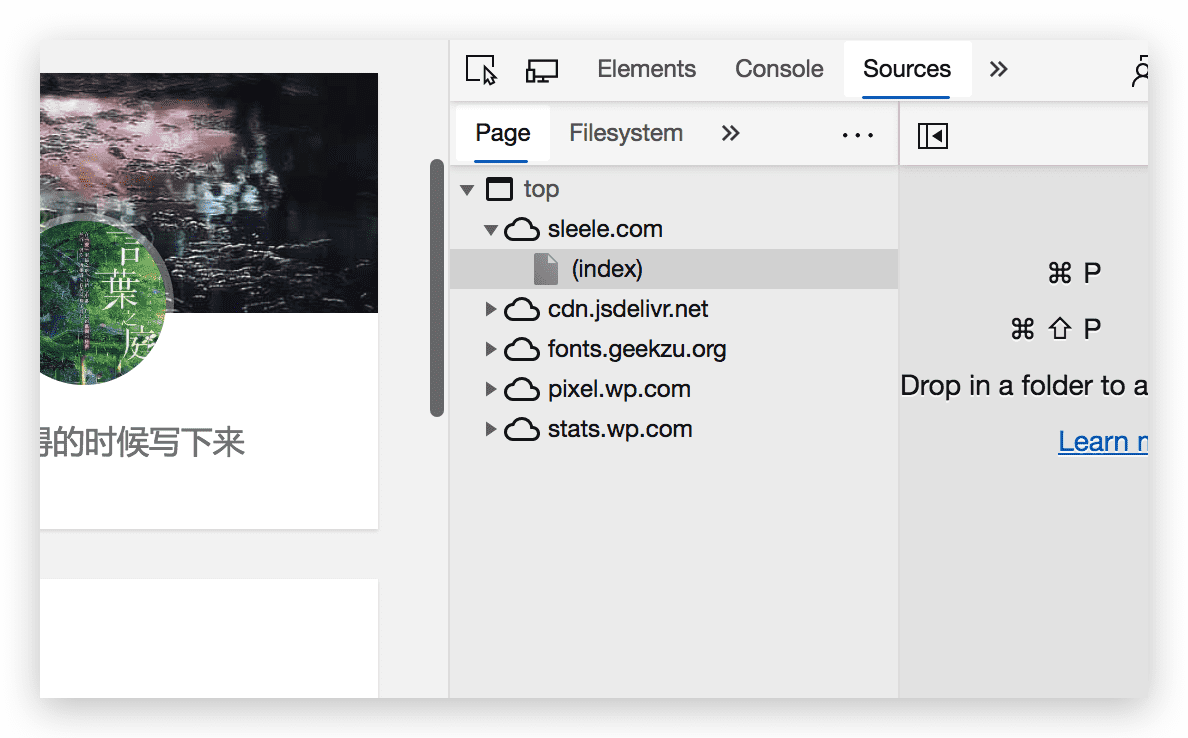 Elements Console Sources
Page Filesystem
top
sleele.com
(index)
cdn.jsdelivr.net
fonts.geekzu.org
pixel.wp.com
stats.wp.com
⌘ P
⌘ ⇧ P
Drop in a folder to a
Learn
言葉之庭
的时候写下来